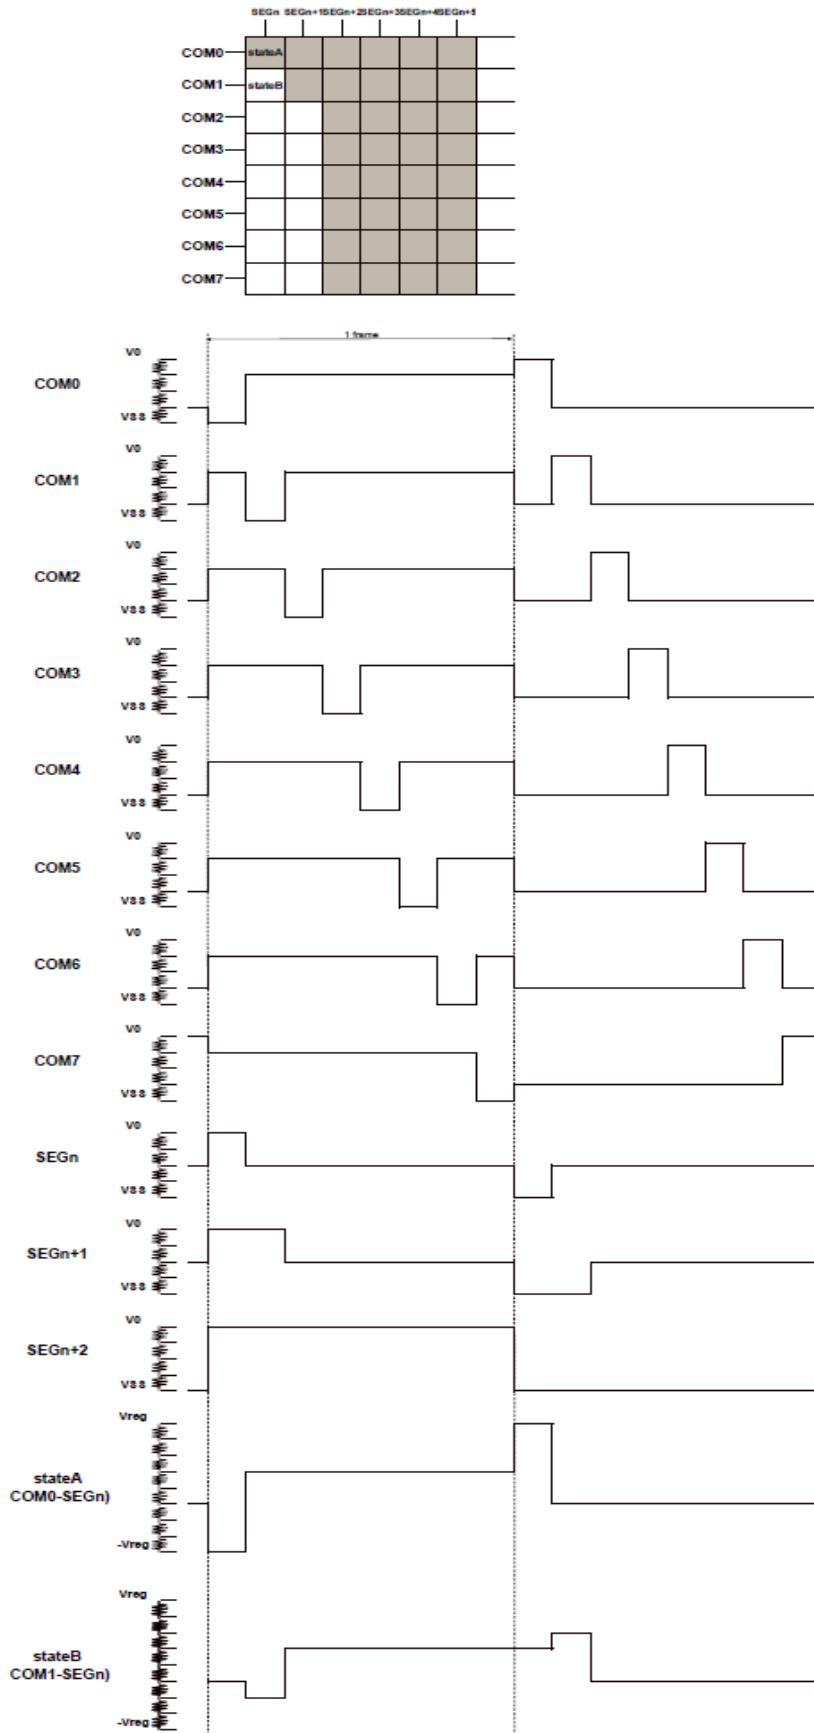 SEGn SEGn+1SEGn+2SEGn+3SEGn+4SEGn+5
COM0 stateA
COM1 stateB
COM2
COM3
COM4
COM5
COM6
COM7
1 frame
V0
COM0
VSS
V0
COM1
VSS
V0
COM2
VSS
V0
COM3
VSS
V0
COM4
VSS
V0
COM5
VSS
V0
COM6
VSS
V0
COM7
VSS
V0
SEGn
VSS
V0
SEGn+1
VSS
V0
SEGn+2
VSS
Vreg
stateA
COM0-SEGn)
-Vreg
Vreg
stateB
COM1-SEGn)
-Vreg